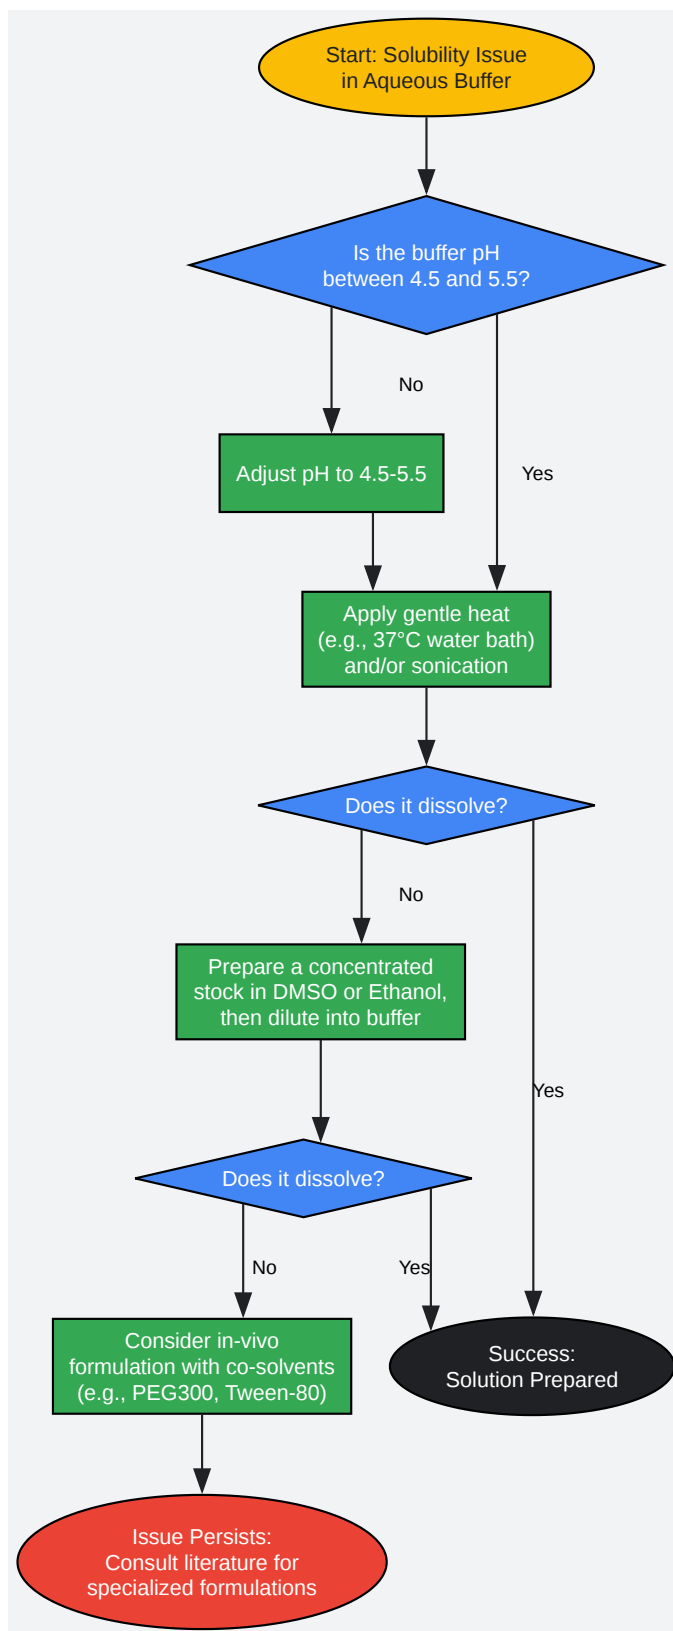 Start: Solubility Issue
in Aqueous Buffer
Is the buffer pH
between 4.5 and 5.5?
No
Adjust pH to 4.5-5.5
Yes
Apply gentle heat
(e.g., 37°C water bath)
and/or sonication
Does it dissolve?
No
Prepare a concentrated
stock in DMSO or Ethanol,
then dilute into buffer
Yes
Does it dissolve?
No
Yes
Consider in-vivo
formulation with co-solvents
(e.g., PEG300, Tween-80)
Success:
Solution Prepared
Issue Persists:
Consult literature for
specialized formulations